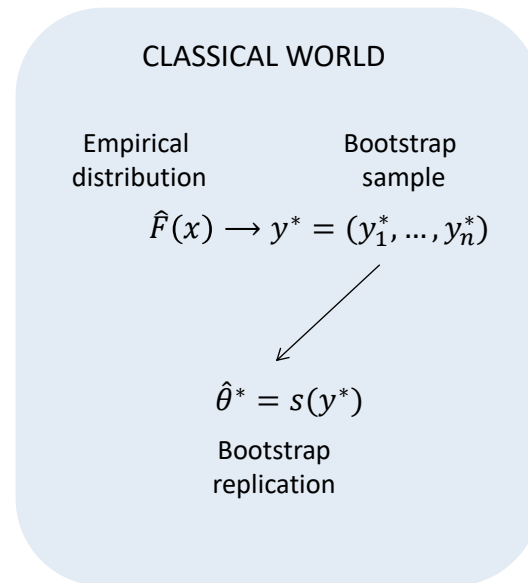 CLASSICAL WORLD
Empirical
distribution
Bootstrap
sample
F̂(x) ⟶ y* = (y₁*, … , yₙ*)
θ̂* = s(y*)
Bootstrap
replication